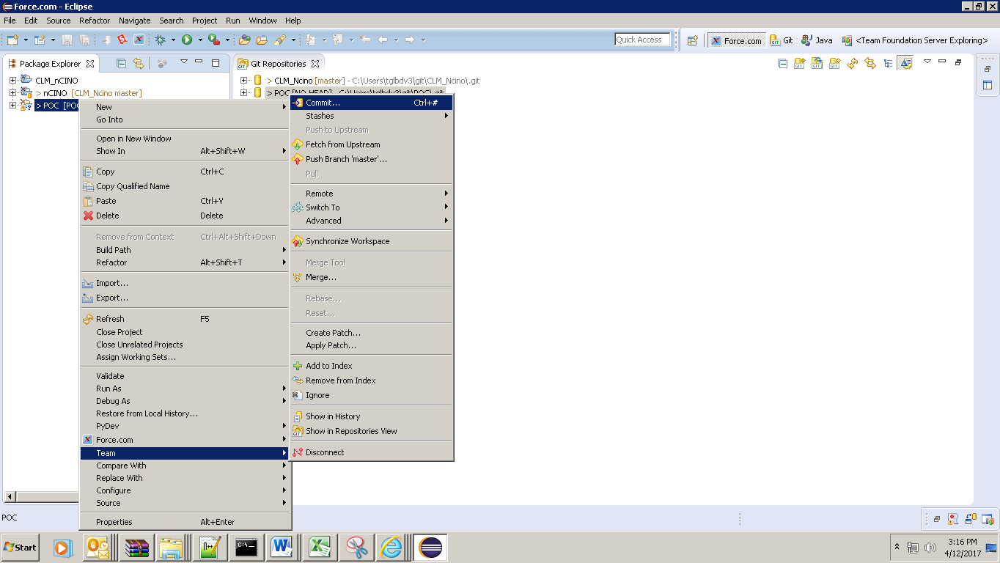 Force.com - Eclipse
File Edit Source Refactor Navigate Search Project Run Window Help
Quick Access
Force.com
Git
Java
<Team Foundation Server Exploring>
Package Explorer
Git Repositories
CLM_nCINO
> nCINO [CLM_Ncino master]
> POC [POC
> CLM_Ncino [master] - C:\Users\tglbdv3\git\CLM_Ncino\.git
> POC [NO-HEAD] - C:\Users\tglbdv3\git\POC\.git
New
Go Into
Open in New Window
Show In Alt+Shift+W
Copy Ctrl+C
Copy Qualified Name
Paste Ctrl+V
Delete Delete
Remove from Context Ctrl+Alt+Shift+Down
Build Path
Refactor Alt+Shift+T
Import...
Export...
Refresh F5
Close Project
Close Unrelated Projects
Assign Working Sets...
Validate
Run As
Debug As
Restore from Local History...
PyDev
Force.com
Team
Compare With
Replace With
Configure
Source
Properties Alt+Enter
Commit... Ctrl+#
Stashes
Push to Upstream
Fetch from Upstream
Push Branch 'master'...
Pull
Remote
Switch To
Advanced
Synchronize Workspace
Merge Tool
Merge...
Rebase...
Reset...
Create Patch...
Apply Patch...
Add to Index
Remove from Index
Ignore
Show in History
Show in Repositories View
Disconnect
POC
Start
3:16 PM
4/12/2017